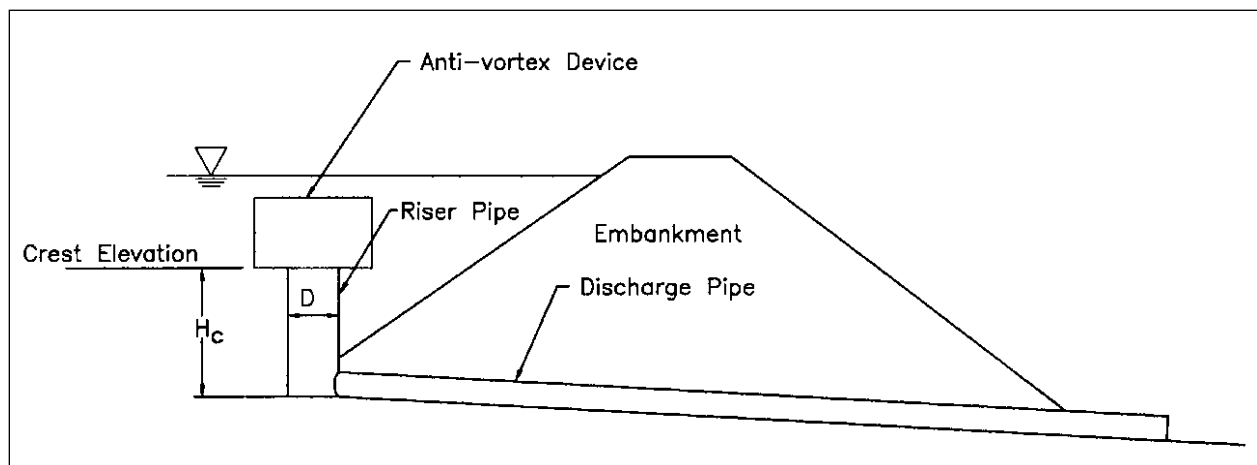 Anti-vortex Device
Riser Pipe
Crest Elevation
Embankment
D
Discharge Pipe
Hc